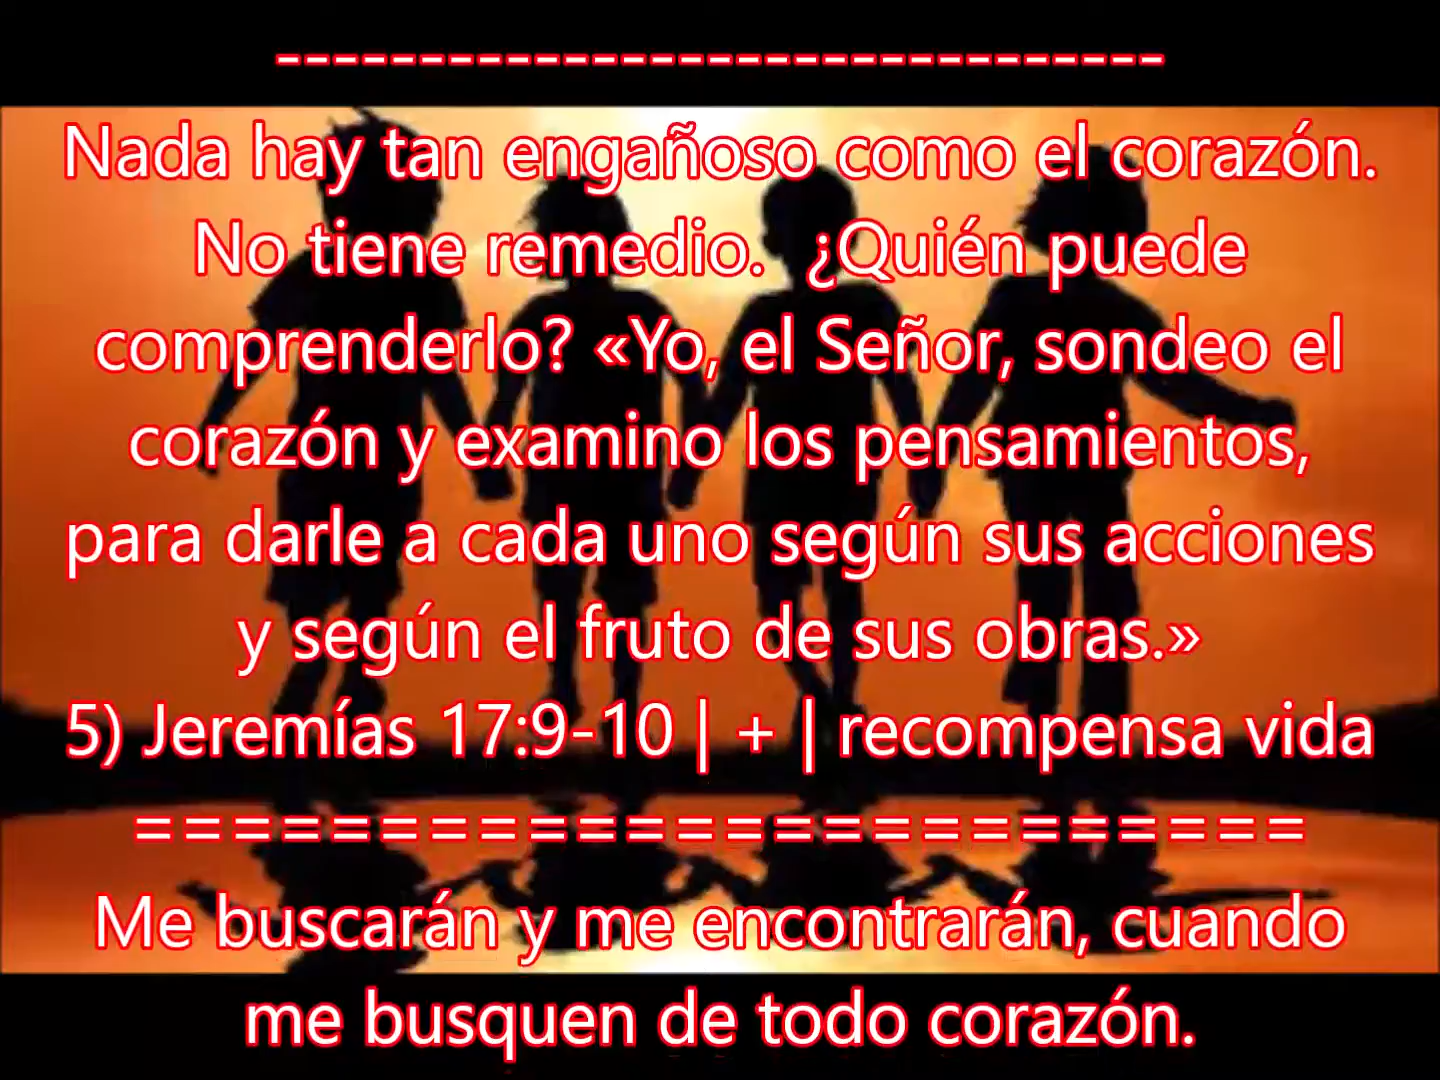 -------------------------------
Nada hay tan engañoso como el corazón.
No tiene remedio.  ¿Quién puede
comprenderlo? «Yo, el Señor, sondeo el
corazón y examino los pensamientos,
para darle a cada uno según sus acciones
y según el fruto de sus obras.»
5) Jeremías 17:9-10 | + | recompensa vida
========================
Me buscarán y me encontrarán, cuando
me busquen de todo corazón.